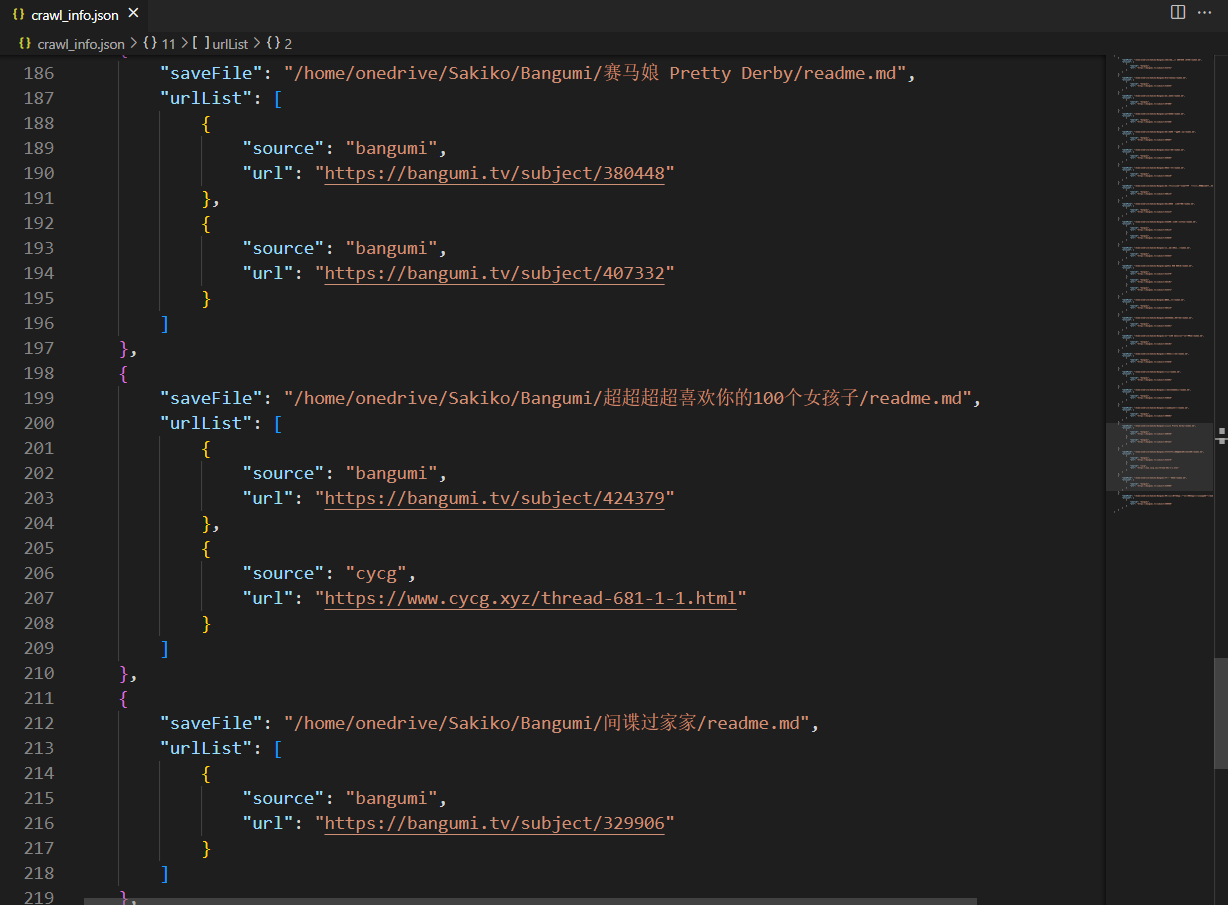 {} crawl_info.json ×
{} crawl_info.json > {} 11 > [ ] urlList > {} 2
186 "saveFile": "/home/onedrive/Sakiko/Bangumi/赛马娘 Pretty Derby/readme.md",
187 "urlList": [
188 {
189 "source": "bangumi",
190 "url": "https://bangumi.tv/subject/380448"
191 },
192 {
193 "source": "bangumi",
194 "url": "https://bangumi.tv/subject/407332"
195 }
196 ]
197 },
198 {
199 "saveFile": "/home/onedrive/Sakiko/Bangumi/超超超超喜欢你的100个女孩子/readme.md",
200 "urlList": [
201 {
202 "source": "bangumi",
203 "url": "https://bangumi.tv/subject/424379"
204 },
205 {
206 "source": "cycg",
207 "url": "https://www.cycg.xyz/thread-681-1-1.html"
208 }
209 ]
210 },
211 {
212 "saveFile": "/home/onedrive/Sakiko/Bangumi/间谍过家家/readme.md",
213 "urlList": [
214 {
215 "source": "bangumi",
216 "url": "https://bangumi.tv/subject/329906"
217 }
218 ]
219 },